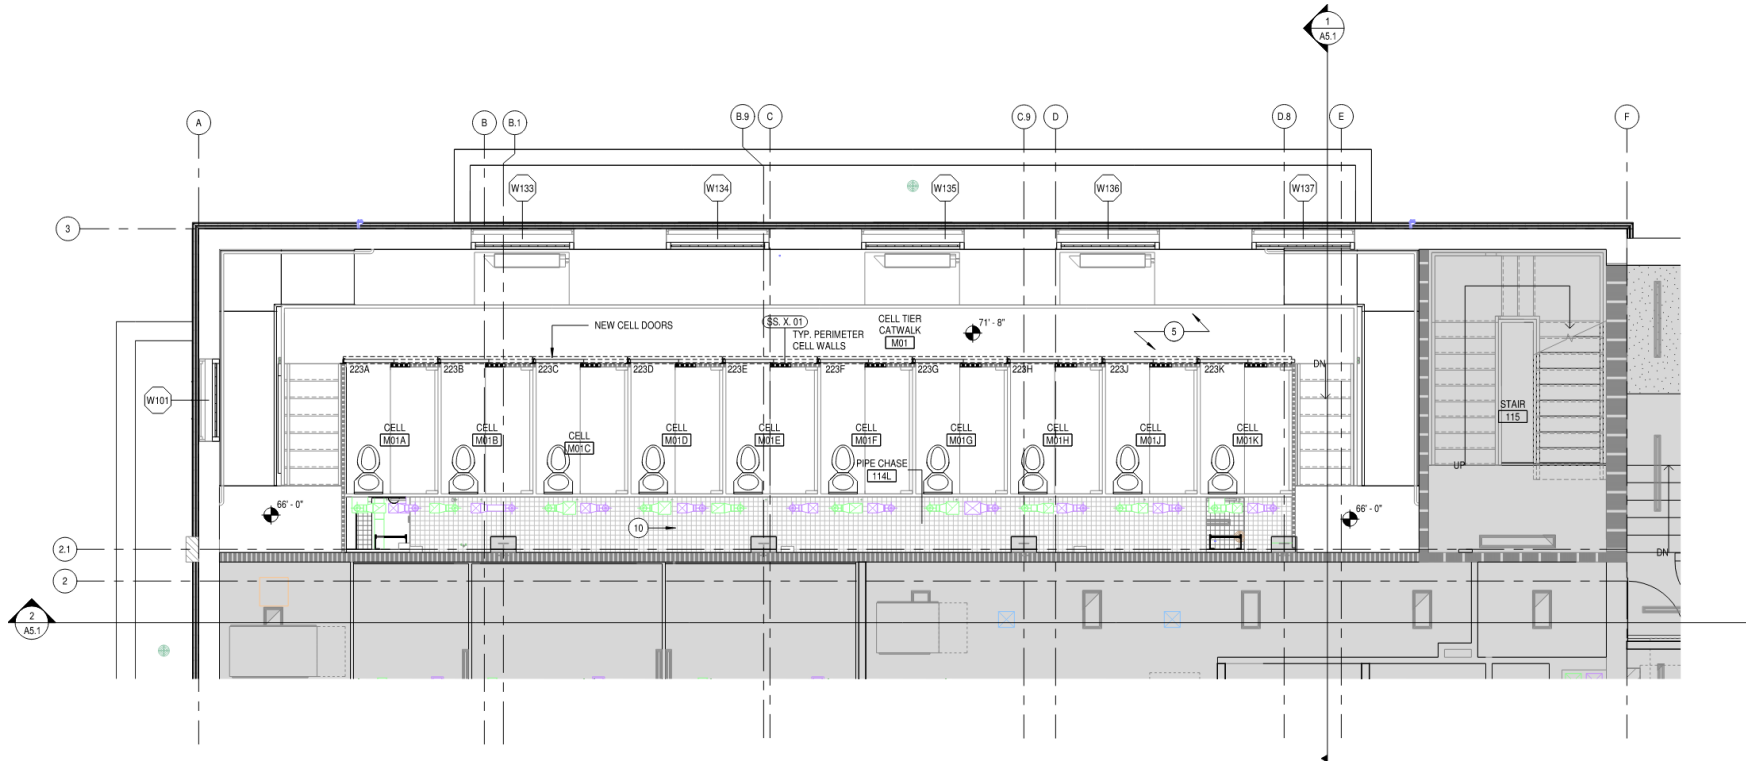 1
A5.1
A
B
B.1
B.9
C
C.9
D
D.8
E
F
W133
W134
W135
W136
W137
3
NEW CELL DOORS
SS. X. 01
TYP. PERIMETER
CELL WALLS
CELL TIER
CATWALK
M01
71' - 8"
5
223A
223B
223C
223D
223E
223F
223G
223H
223J
223K
DN
W101
STAIR
115
CELL
M01A
CELL
M01B
CELL
M01C
CELL
M01D
CELL
M01E
CELL
M01F
CELL
M01G
CELL
M01H
CELL
M01J
CELL
M01K
PIPE CHASE
114L
UP
66' - 0"
10
66' - 0"
2.1
DN
2
2
A5.1